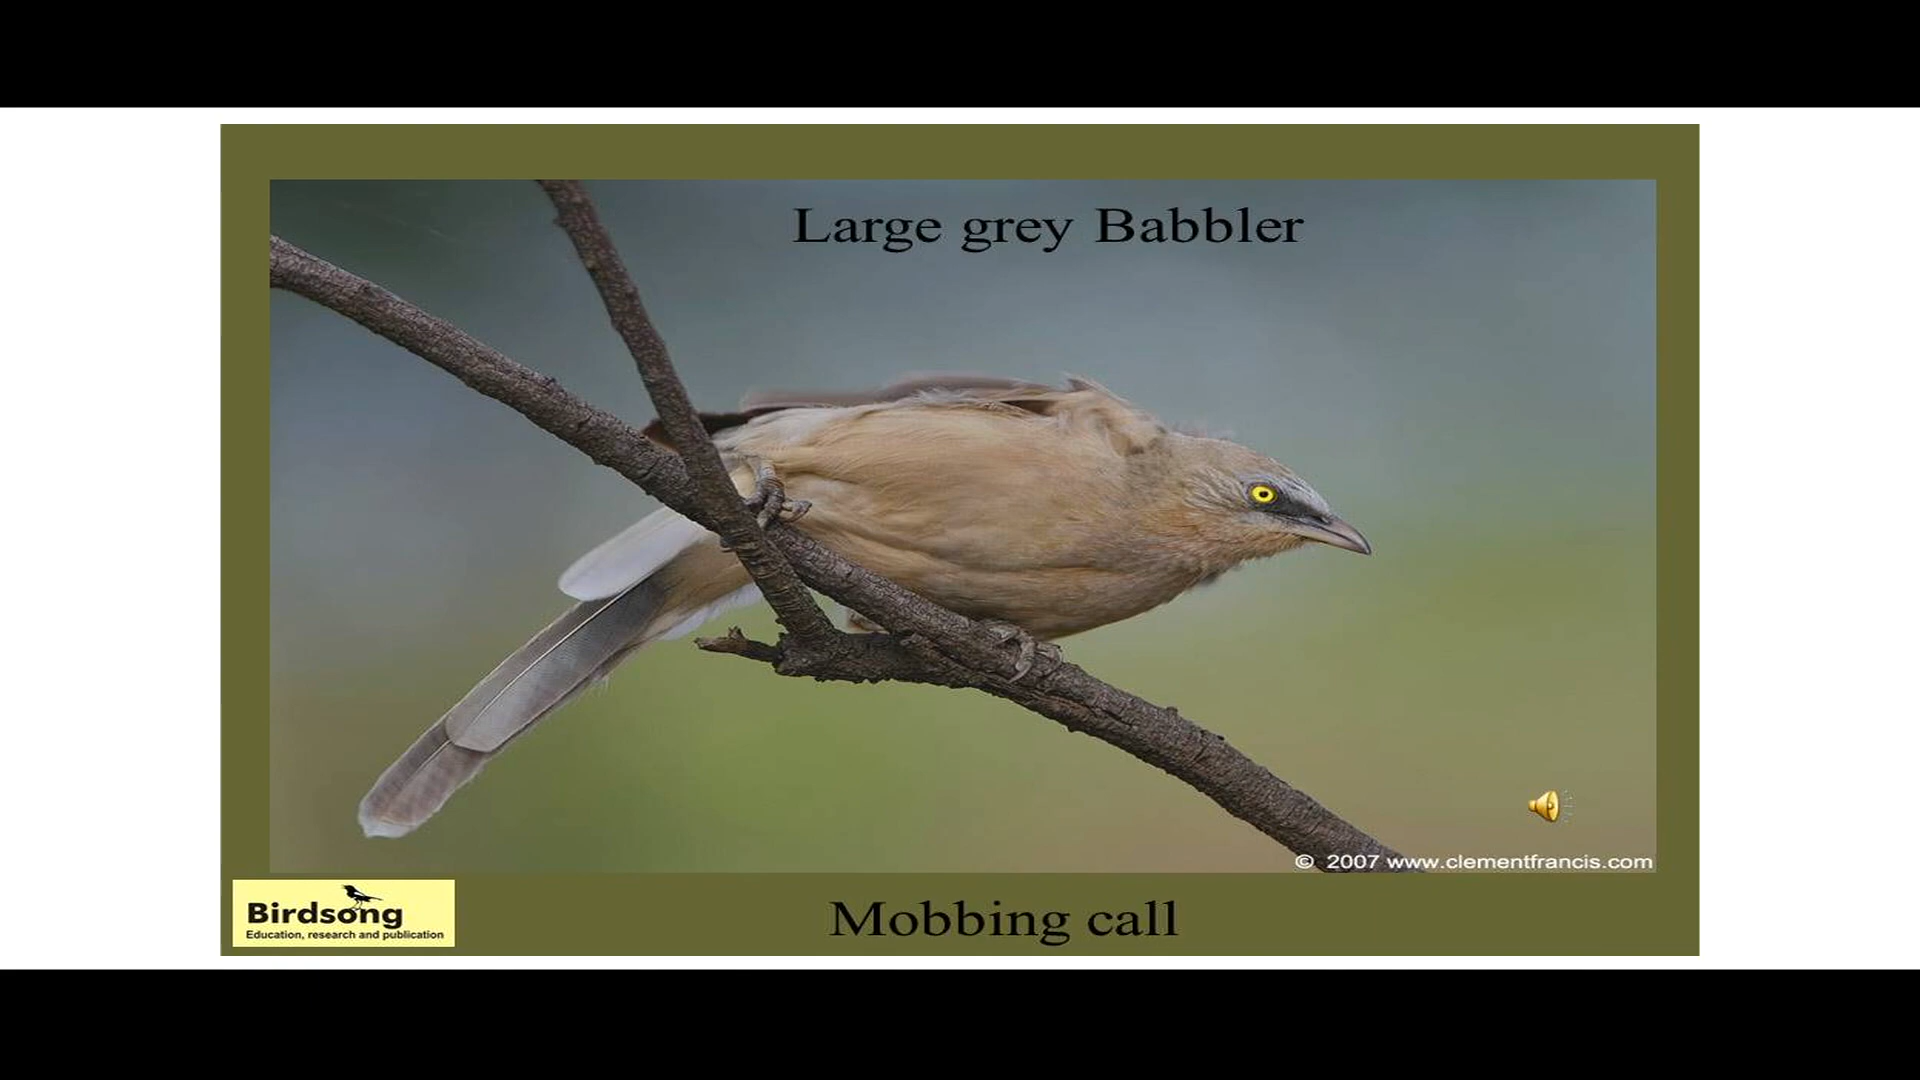 Large grey Babbler
© 2007 www.clementfrancis.com
Birdsong
Education, research and publication
Mobbing call